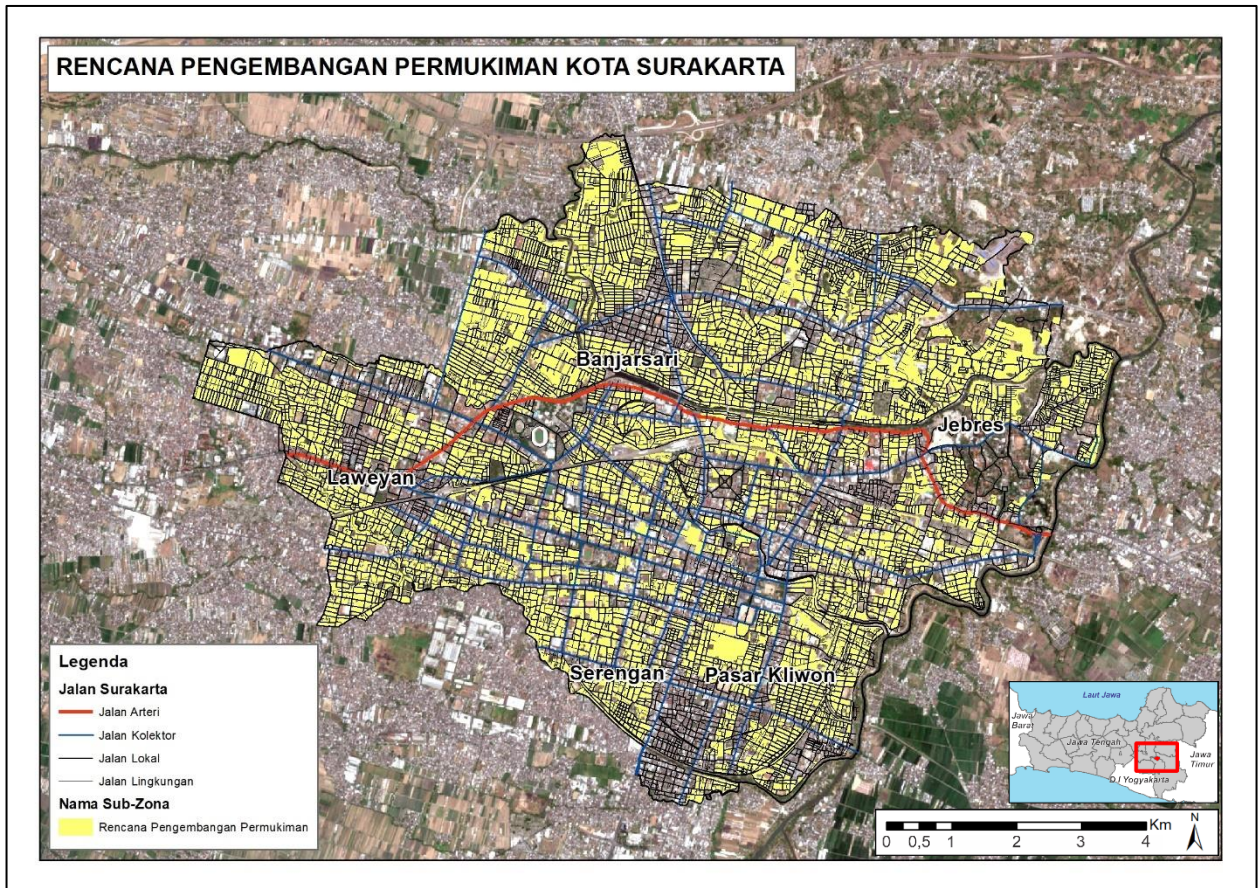 RENCANA PENGEMBANGAN PERMUKIMAN KOTA SURAKARTA
Banjarsari
Jebres
Laweyan
Serengan
Pasar Kliwon
Legenda
Jalan Surakarta
Jalan Arteri
Jalan Kolektor
Jalan Lokal
Jalan Lingkungan
Nama Sub-Zona
Rencana Pengembangan Permukiman
Laut Jawa
Jawa
Barat
Jawa Tengah
Jawa
Timur
D I Yogyakarta
Km
N
0 0,5 1 2 3 4